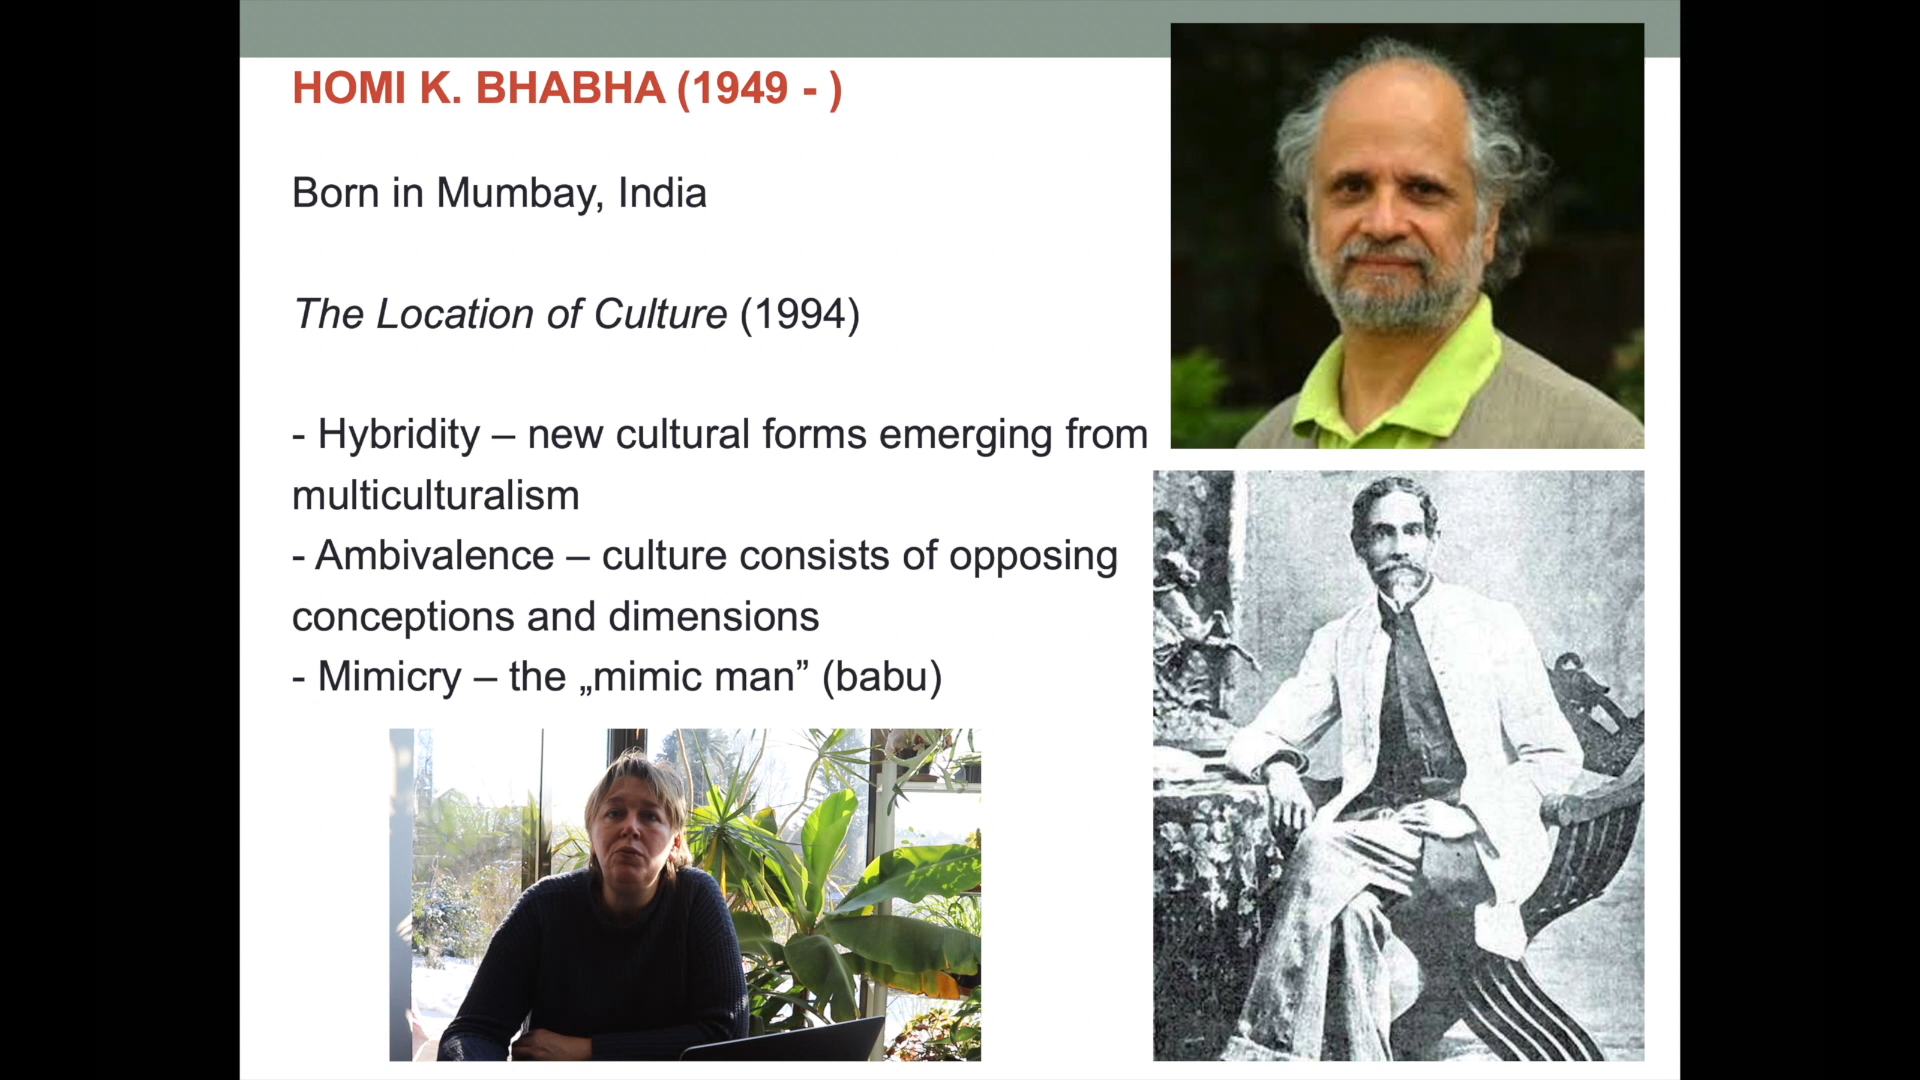 HOMI K. BHABHA (1949 - )
Born in Mumbay, India
The Location of Culture (1994)
- Hybridity – new cultural forms emerging from
multiculturalism
- Ambivalence – culture consists of opposing
conceptions and dimensions
- Mimicry – the „mimic man” (babu)